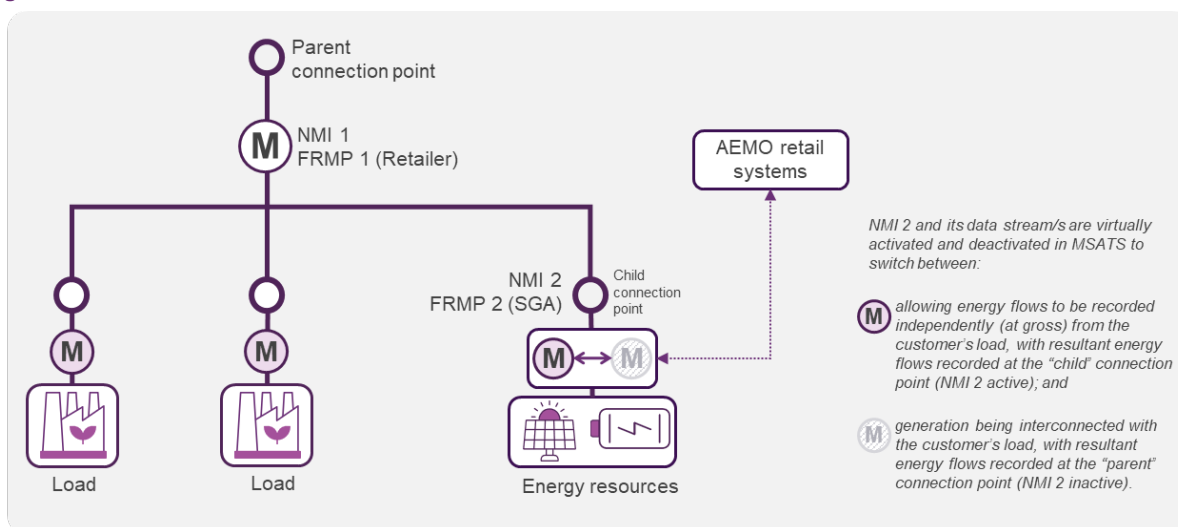 Parent
connection point
M
NMI 1
FRMP 1 (Retailer)
AEMO retail
systems
NMI 2
FRMP 2 (SGA)
Child
connection
point
M
M
M
M
Load
Load
Energy resources
NMI 2 and its data stream/s are virtually
activated and deactivated in MSATS to
switch between:
M
allowing energy flows to be recorded
independently (at gross) from the
customer's load, with resultant energy
flows recorded at the "child" connection
point (NMI 2 active); and
M
generation being interconnected with
the customer's load, with resultant
energy flows recorded at the "parent"
connection point (NMI 2 inactive).